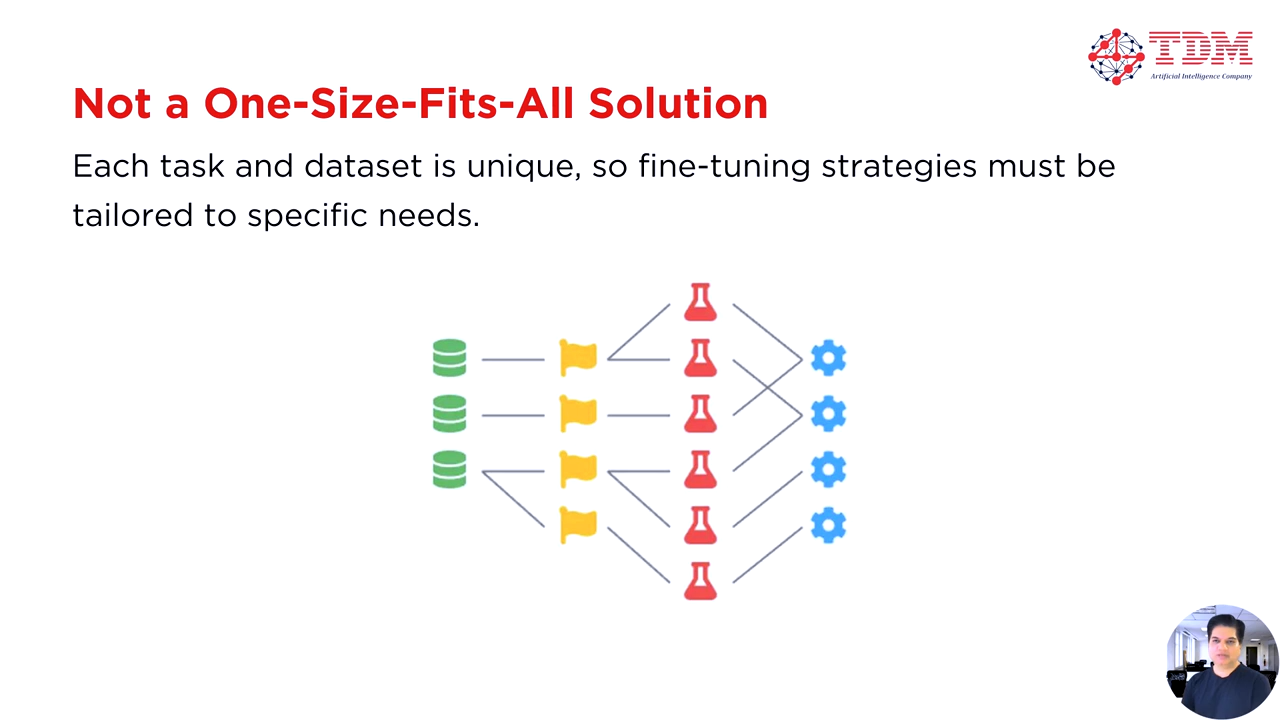 TDM
Artificial Intelligence Company
Not a One-Size-Fits-All Solution
Each task and dataset is unique, so fine-tuning strategies must be
tailored to specific needs.